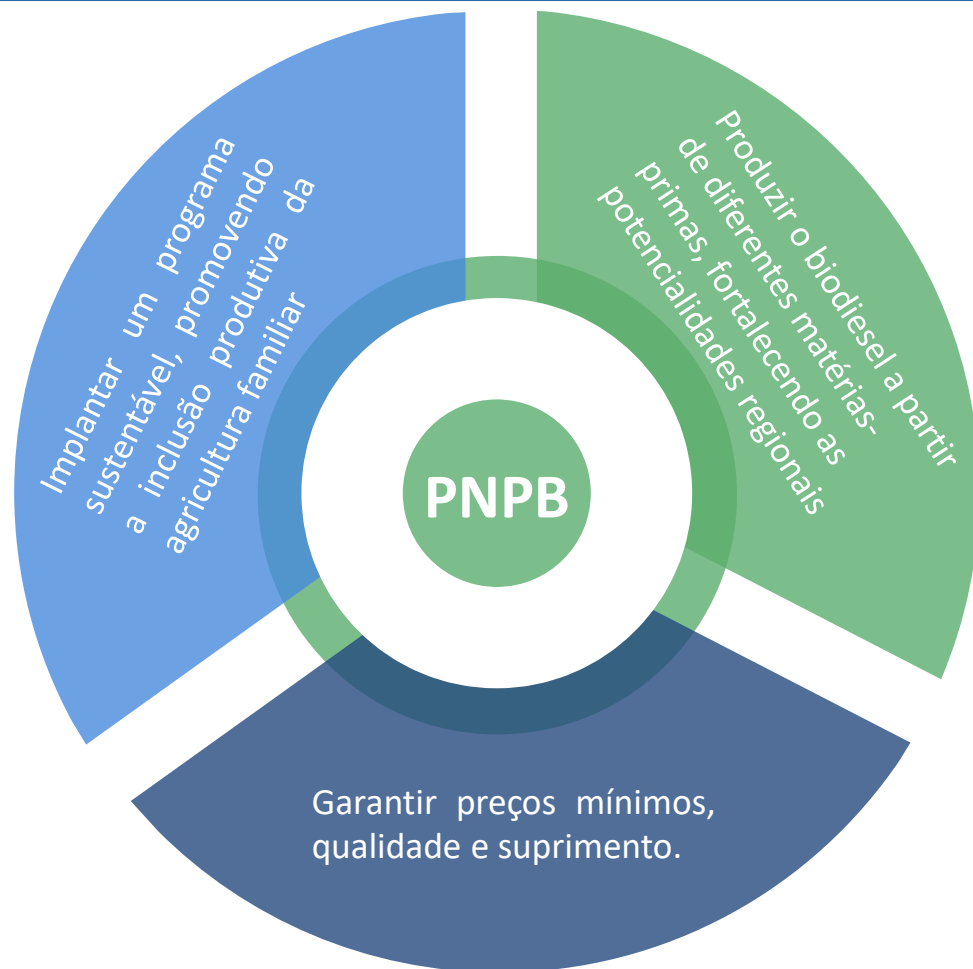 Implantar um programa
sustentável, promovendo
a inclusão produtiva da
agricultura familiar
Produzir o biodiesel a partir
de diferentes matérias-
primas, fortalecendo as
potencialidades regionais
PNPB
Garantir preços mínimos,
qualidade e suprimento.